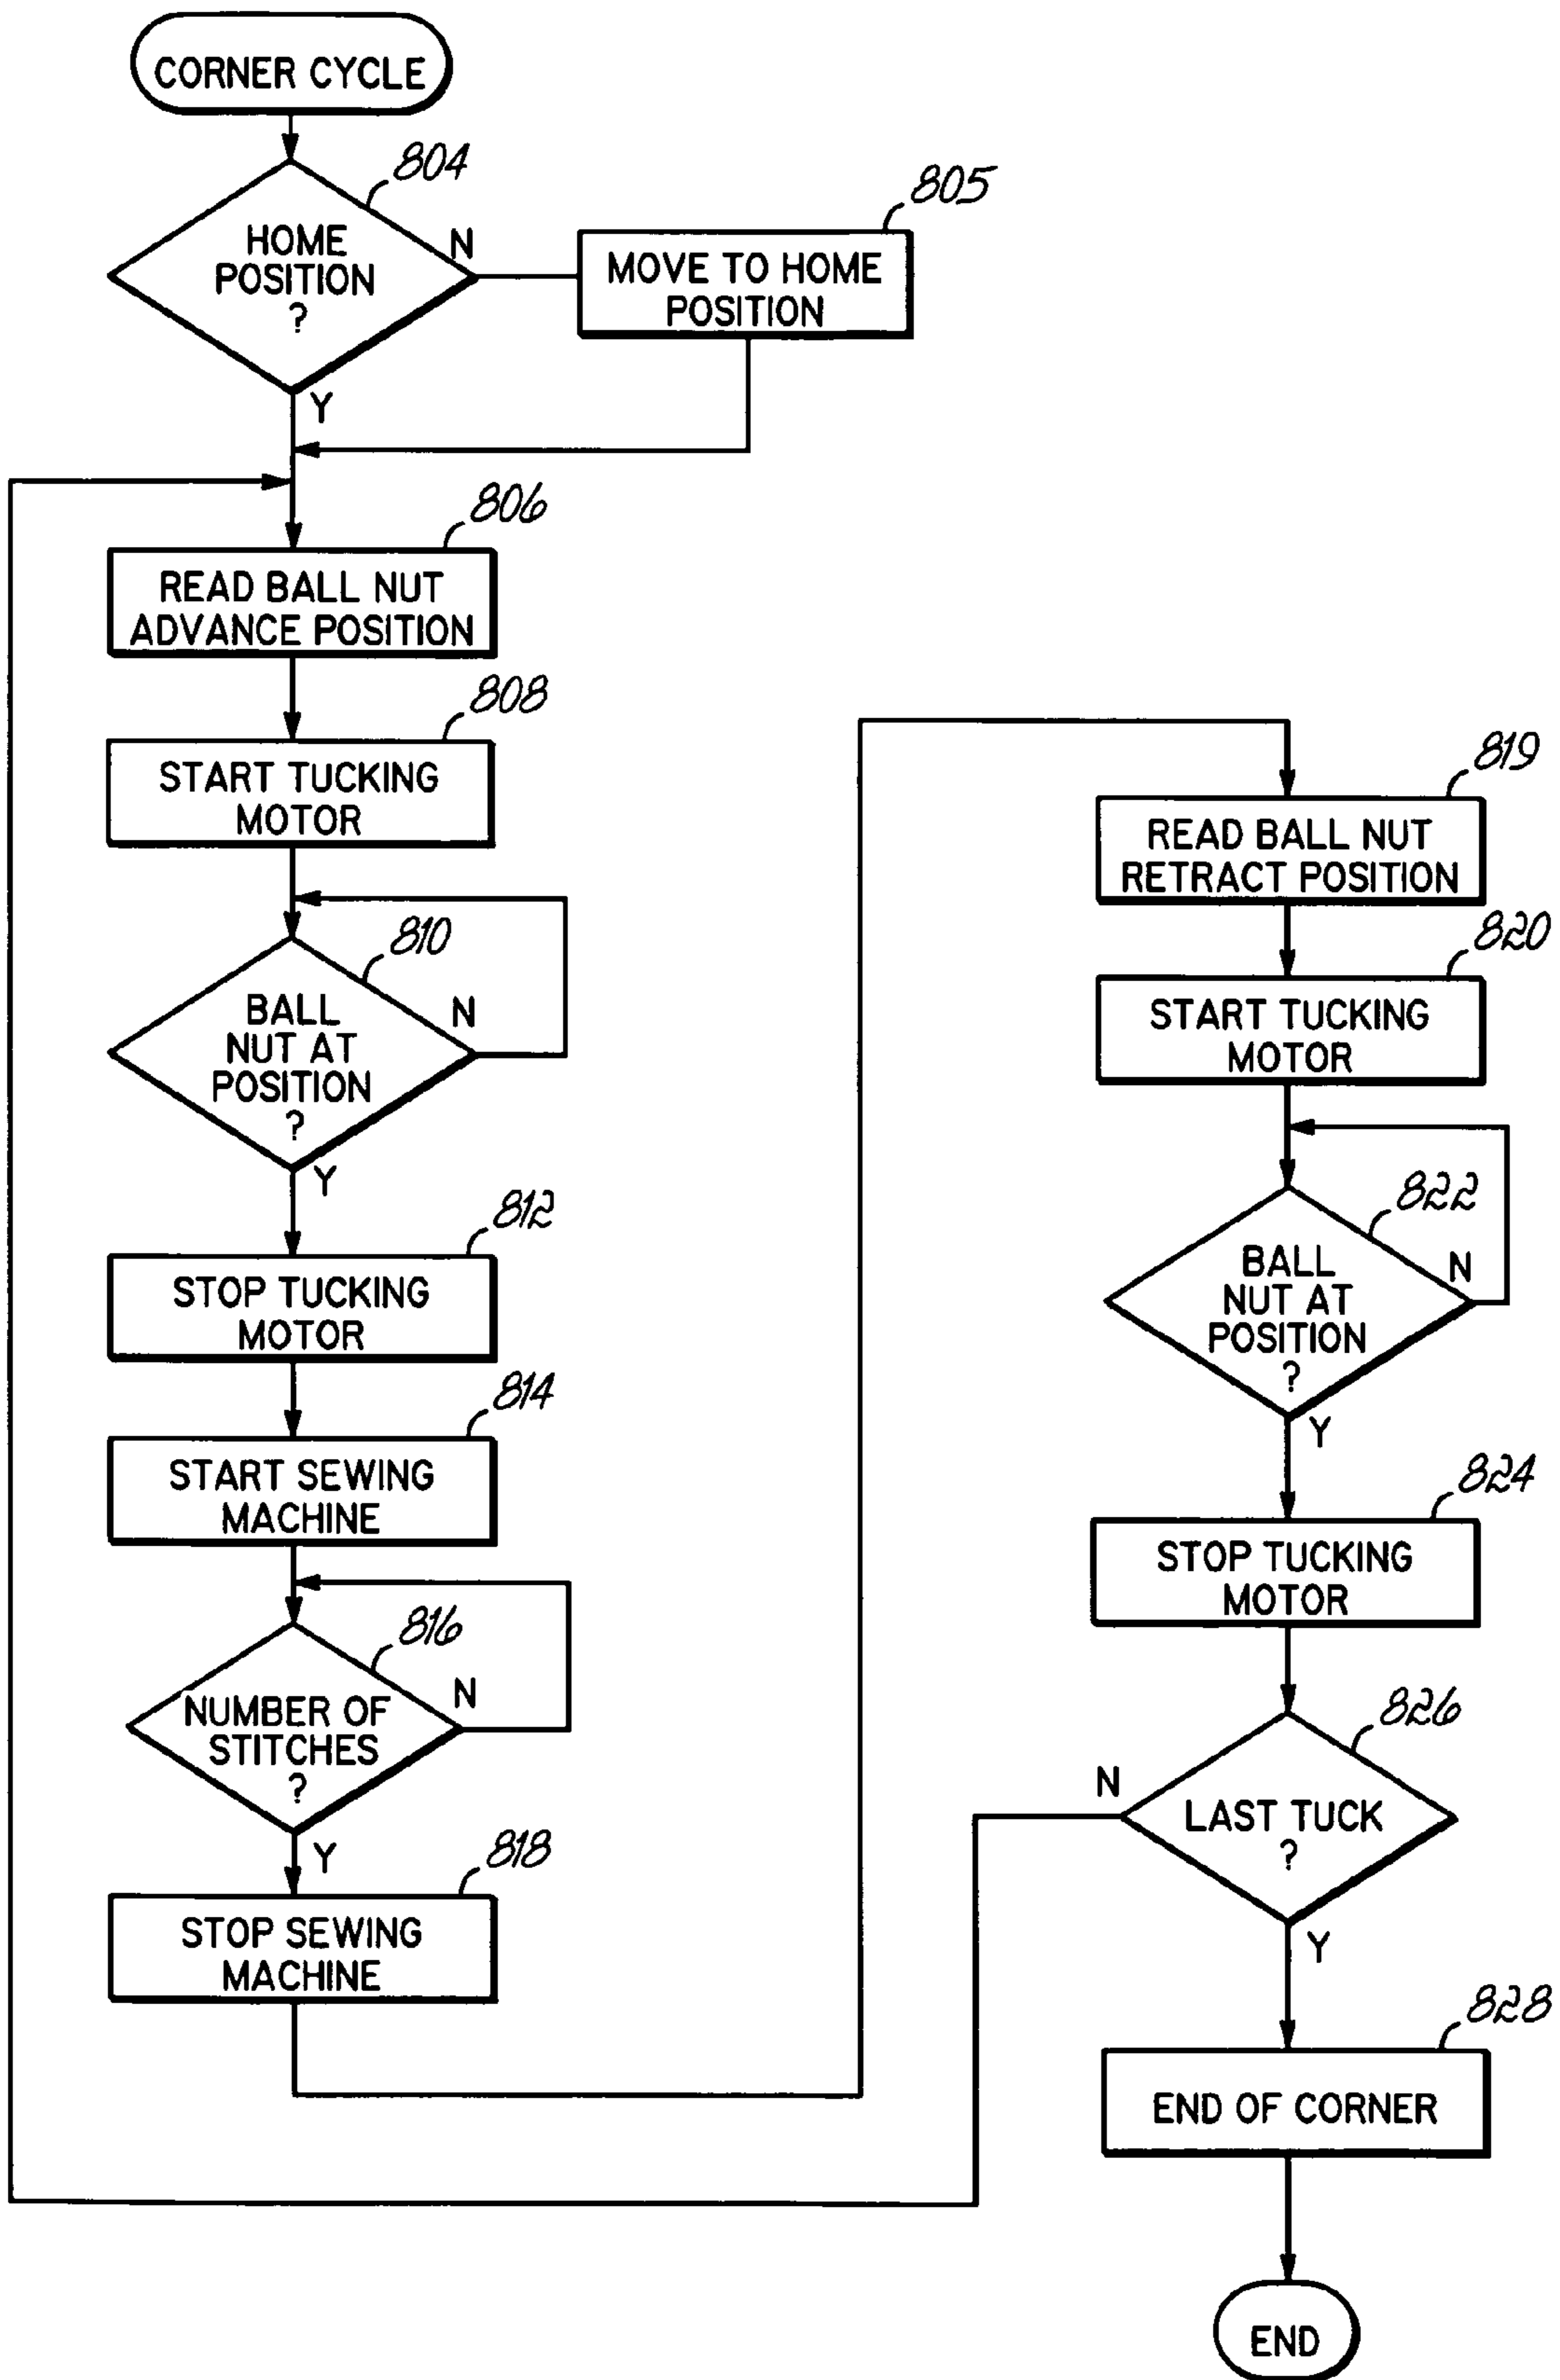 CORNER CYCLE
804
HOME
POSITION
?
N
Y
805
MOVE TO HOME
POSITION
806
READ BALL NUT
ADVANCE POSITION
808
START TUCKING
MOTOR
810
BALL
NUT AT
POSITION
?
N
Y
812
STOP TUCKING
MOTOR
814
START SEWING
MACHINE
816
NUMBER OF
STITCHES
?
N
Y
818
STOP SEWING
MACHINE
819
READ BALL NUT
RETRACT POSITION
820
START TUCKING
MOTOR
822
BALL
NUT AT
POSITION
?
N
Y
824
STOP TUCKING
MOTOR
826
LAST TUCK
?
N
Y
828
END OF CORNER
END